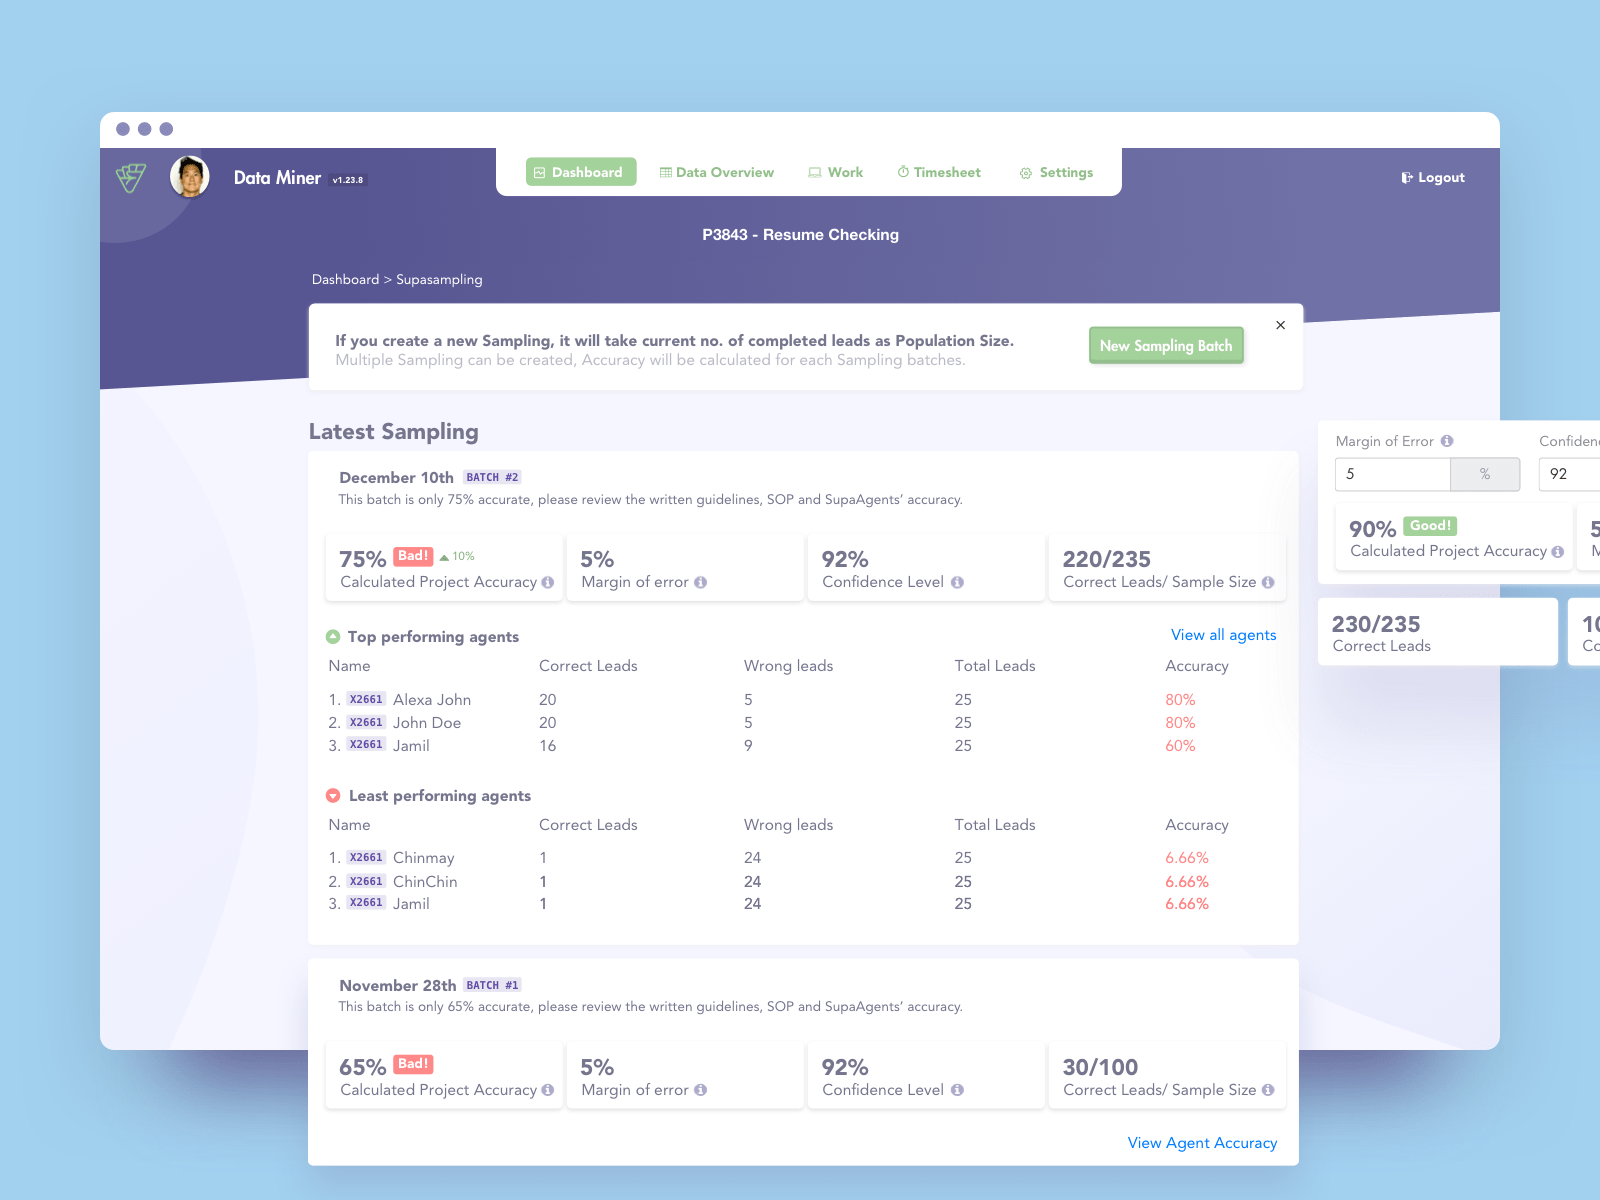 Data Miner v1.23.8
Dashboard Data Overview Work Timesheet Settings
Logout
P3843 - Resume Checking
Dashboard > Supasampling
If you create a new Sampling, it will take current no. of completed leads as Population Size.
Multiple Sampling can be created, Accuracy will be calculated for each Sampling batches.
New Sampling Batch
Latest Sampling
December 10th BATCH #2
This batch is only 75% accurate, please review the written guidelines, SOP and SupaAgents’ accuracy.
75% Bad! 10%
Calculated Project Accuracy
5%
Margin of error
92%
Confidence Level
220/235
Correct Leads/ Sample Size
Top performing agents
View all agents
Name Correct Leads Wrong leads Total Leads Accuracy
1. X2661 Alexa John 20 5 25 80%
2. X2661 John Doe 20 5 25 80%
3. X2661 Jamil 16 9 25 60%
Least performing agents
Name Correct Leads Wrong leads Total Leads Accuracy
1. X2661 Chinmay 1 24 25 6.66%
2. X2661 ChinChin 1 24 25 6.66%
3. X2661 Jamil 1 24 25 6.66%
November 28th BATCH #1
This batch is only 65% accurate, please review the written guidelines, SOP and SupaAgents’ accuracy.
65% Bad!
Calculated Project Accuracy
5%
Margin of error
92%
Confidence Level
30/100
Correct Leads/ Sample Size
View Agent Accuracy
Margin of Error
5 %
92
90% Good!
Calculated Project Accuracy
230/235
Correct Leads